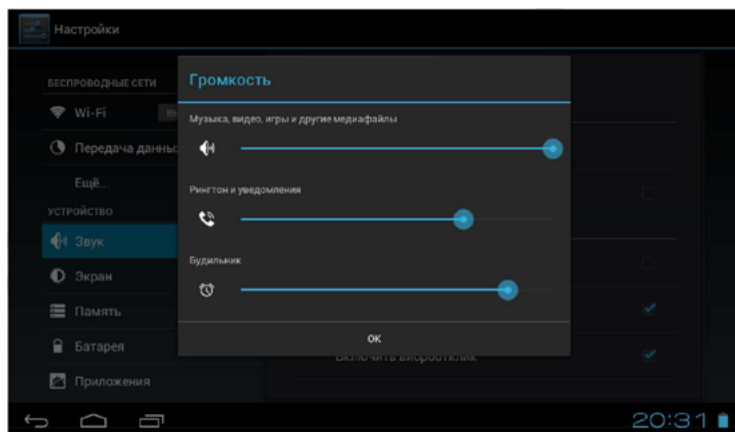 Настройки
БЕСПРОВОДНЫЕ СЕТИ
Wi-Fi
Передача данны
Ещё...
УСТРОЙСТВО
Звук
Экран
Память
Батарея
Приложения
Громкость
Музыка, видео, игры и другие медиафайлы
Рингтон и уведомления
Будильник
ОК
Включить виброотклик
20:31